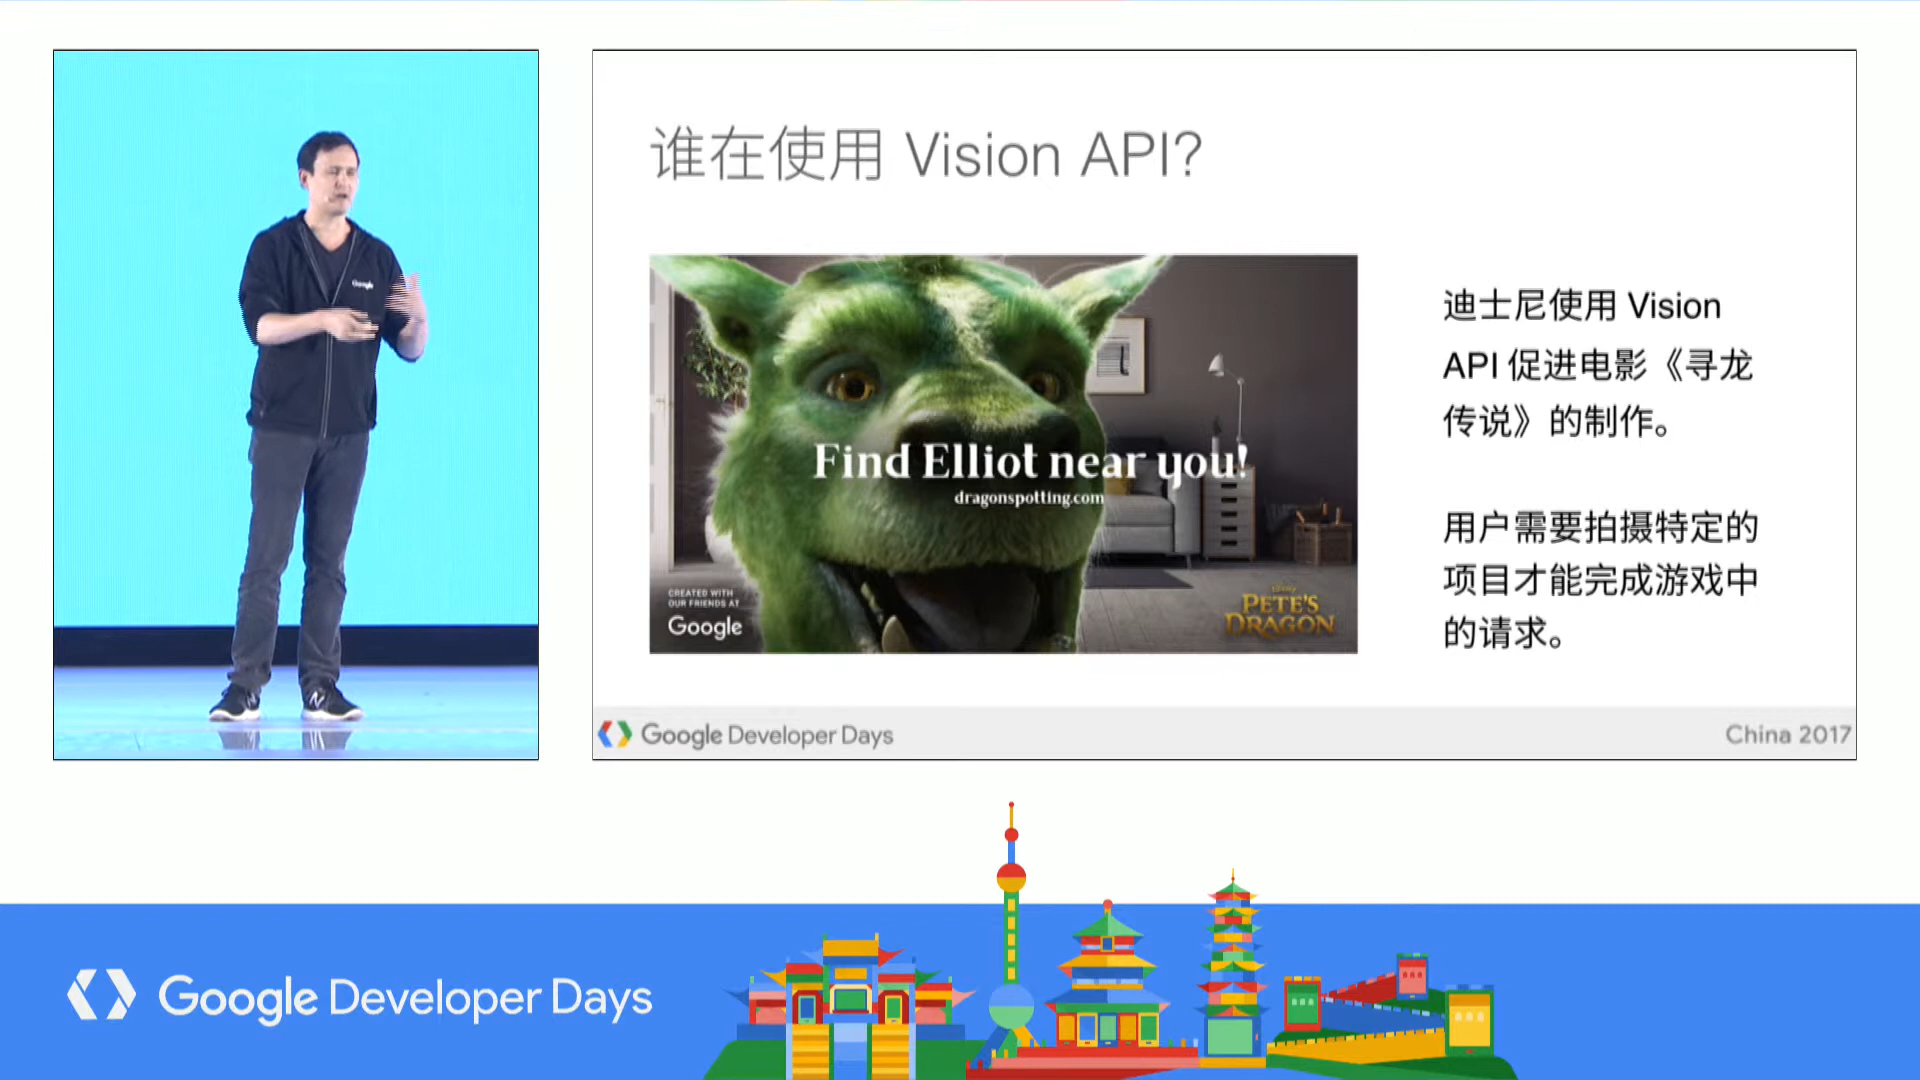 谁在使用 Vision API?
Find Elliot near you!
dragonspotting.com
CREATED WITH
OUR FRIENDS AT
Google
Disney
PETE'S
DRAGON
迪士尼使用 Vision
API 促进电影《寻龙
传说》的制作。
用户需要拍摄特定的
项目才能完成游戏中
的请求。
Google Developer Days
China 2017
Google
Google Developer Days